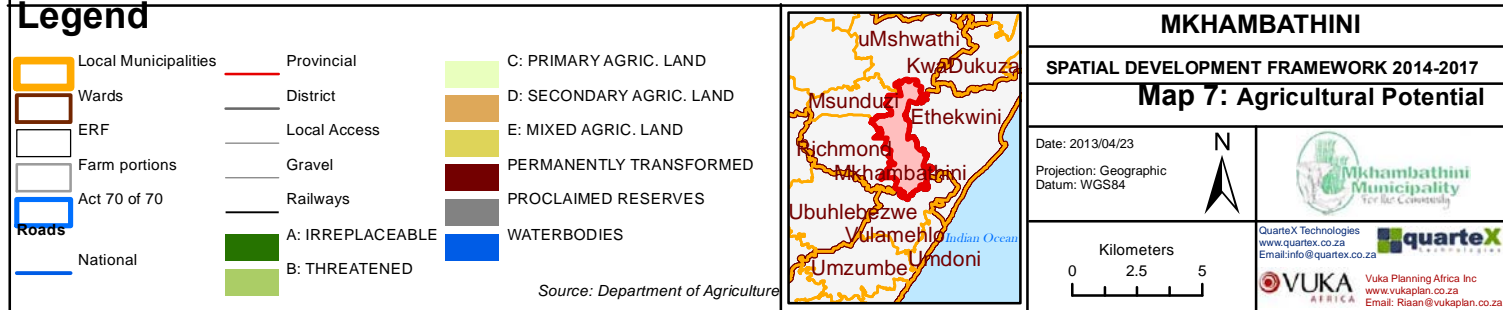 Legend
Local Municipalities
Wards
ERF
Farm portions
Act 70 of 70
Roads
National
Provincial
District
Local Access
Gravel
Railways
A: IRREPLACEABLE
B: THREATENED
C: PRIMARY AGRIC. LAND
D: SECONDARY AGRIC. LAND
E: MIXED AGRIC. LAND
PERMANENTLY TRANSFORMED
PROCLAIMED RESERVES
WATERBODIES
Source: Department of Agriculture
uMshwathi
KwaDukuza
Msunduzi
Ethekwini
Richmond
Mkhambathini
Ubuhlebezwe
Vulamehlo
Indian Ocean
Umzumbe
Umdoni
MKHAMBATHINI
SPATIAL DEVELOPMENT FRAMEWORK 2014-2017
Map 7: Agricultural Potential
Date: 2013/04/23
Projection: Geographic
Datum: WGS84
N
Mkhambathini
Municipality
For the Community
Kilometers
0 2.5 5
QuarteX Technologies
www.quartex.co.za
Email:info@quartex.co.za
quarteX
technologies
VUKA
AFRICA
Vuka Planning Africa Inc
www.vukaplan.co.za
Email: Riaan@vukaplan.co.za